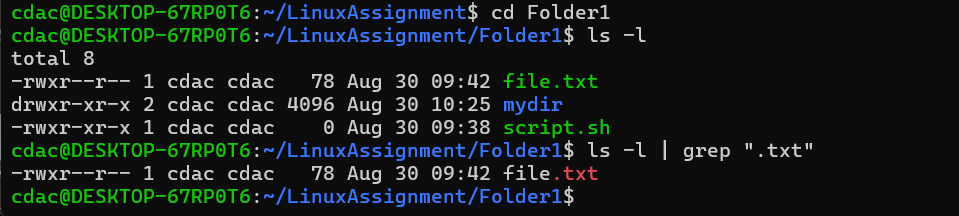 cdac@DESKTOP-67RP0T6:~/LinuxAssignment$ cd Folder1
cdac@DESKTOP-67RP0T6:~/LinuxAssignment/Folder1$ ls -l
total 8
-rwxr--r-- 1 cdac cdac   78 Aug 30 09:42 file.txt
drwxr-xr-x 2 cdac cdac 4096 Aug 30 10:25 mydir
-rwxr-xr-x 1 cdac cdac    0 Aug 30 09:38 script.sh
cdac@DESKTOP-67RP0T6:~/LinuxAssignment/Folder1$ ls -l | grep ".txt"
-rwxr--r-- 1 cdac cdac   78 Aug 30 09:42 file.txt
cdac@DESKTOP-67RP0T6:~/LinuxAssignment/Folder1$